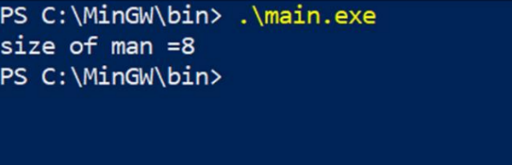 PS C:\MinGW\bin> .\main.exe
size of man =8
PS C:\MinGW\bin>